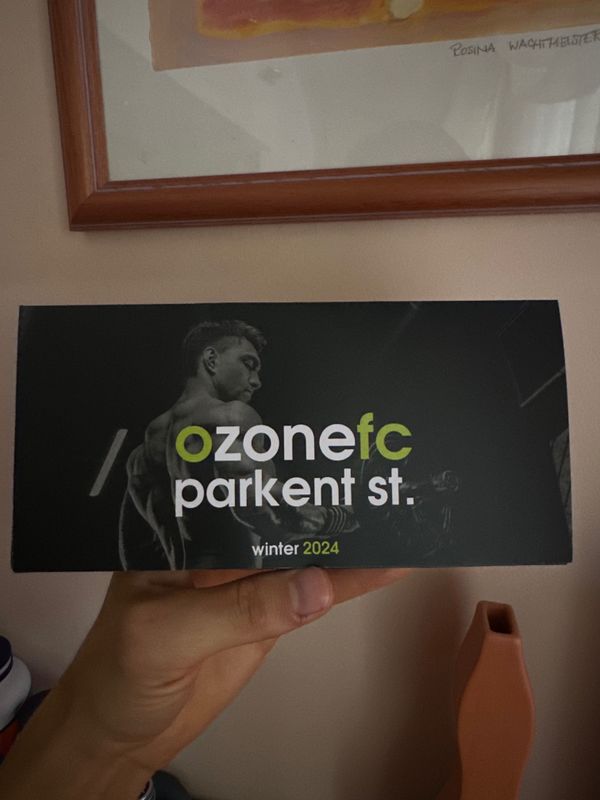 ROSINA WACHTMEISTER
ozonefc
parkent st.
winter 2024